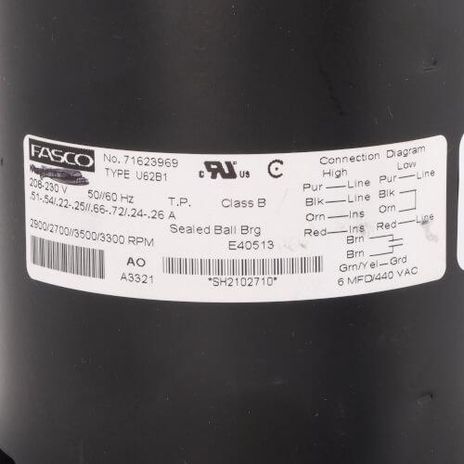 FASCO
No. 71623969
TYPE U62B1
208-230 V 50//60 Hz T.P. Class B
.51-.54/.22-.25//.66-.72/.24-.26 A
Sealed Ball Brg
2900/2700//3500/3300 RPM
E40513
AO
A3321
*SH2102710*
RU
C US
C
Connection Diagram
High Low
Pur Line Pur Line
Blk Ins Blk
Orn Ins Orn
Red Line Red Line
Brn
Brn
Grn/Yel Grd
6 MFD/440 VAC